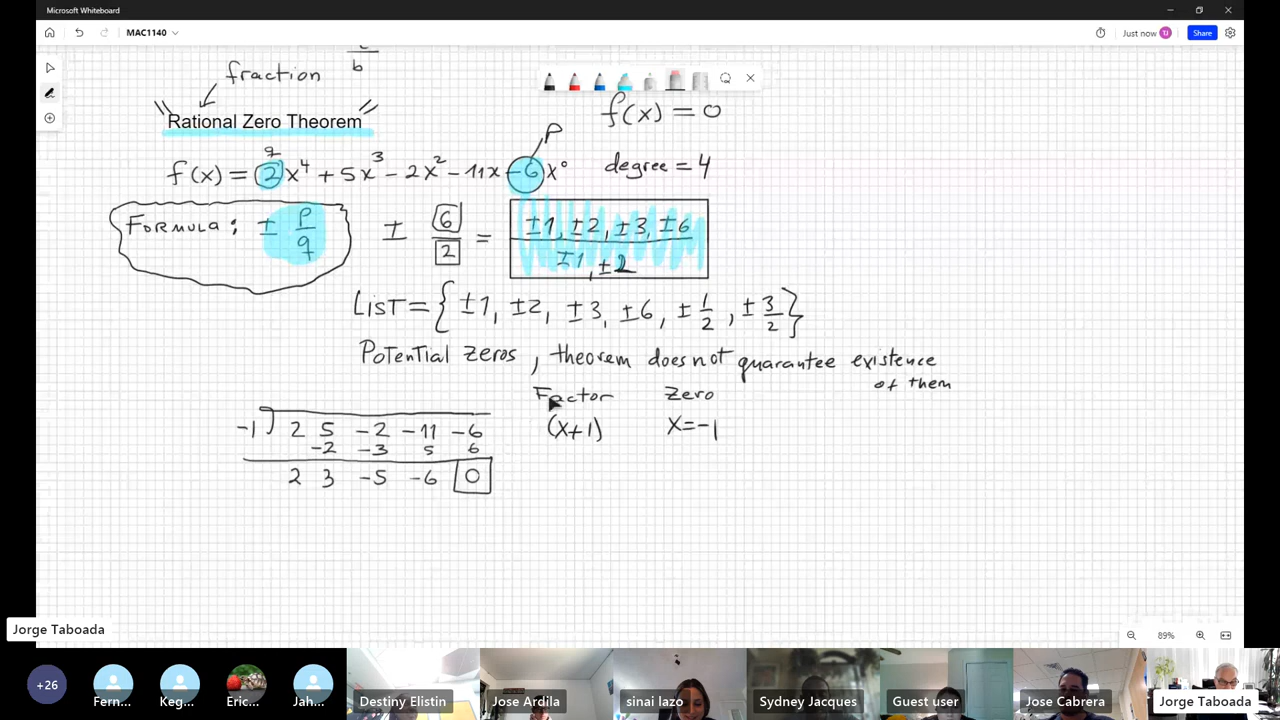 Microsoft Whiteboard
MAC1140
Just now TJ Share
fraction
b
"Rational Zero Theorem"
f(x) = 0
P
q
f(x) = 2x⁴ + 5x³ - 2x² - 11x - 6x⁰ degree = 4
FORMULA: ± P/q ± 6/2 = ±1, ±2, ±3, ±6 / ±1, ±2
LIST = { ±1, ±2, ±3, ±6, ±1/2, ±3/2 }
Potential zeros, theorem does not guarantee existence
of them
Factor Zero
-1 2 5 -2 -11 -6 (x+1) x=-1
-2 -3 5 6
2 3 -5 -6 0
Jorge Taboada
89%
+26 Fern... Keg... Eric... Jah... Destiny Elistin Jose Ardila sinai lazo Sydney Jacques Guest user Jose Cabrera Jorge Taboada